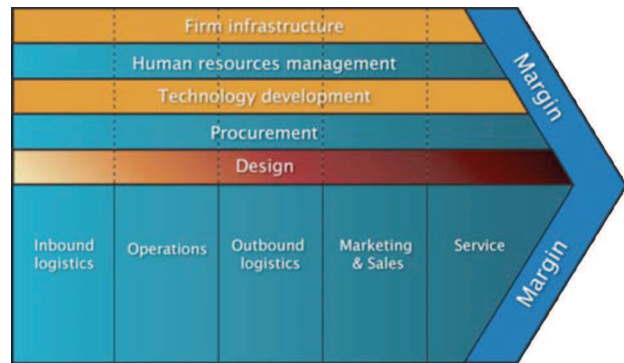 Firm infrastructure
Human resources management
Technology development
Procurement
Design
Inbound
logistics
Operations
Outbound
logistics
Marketing
& Sales
Service
Margin
Margin